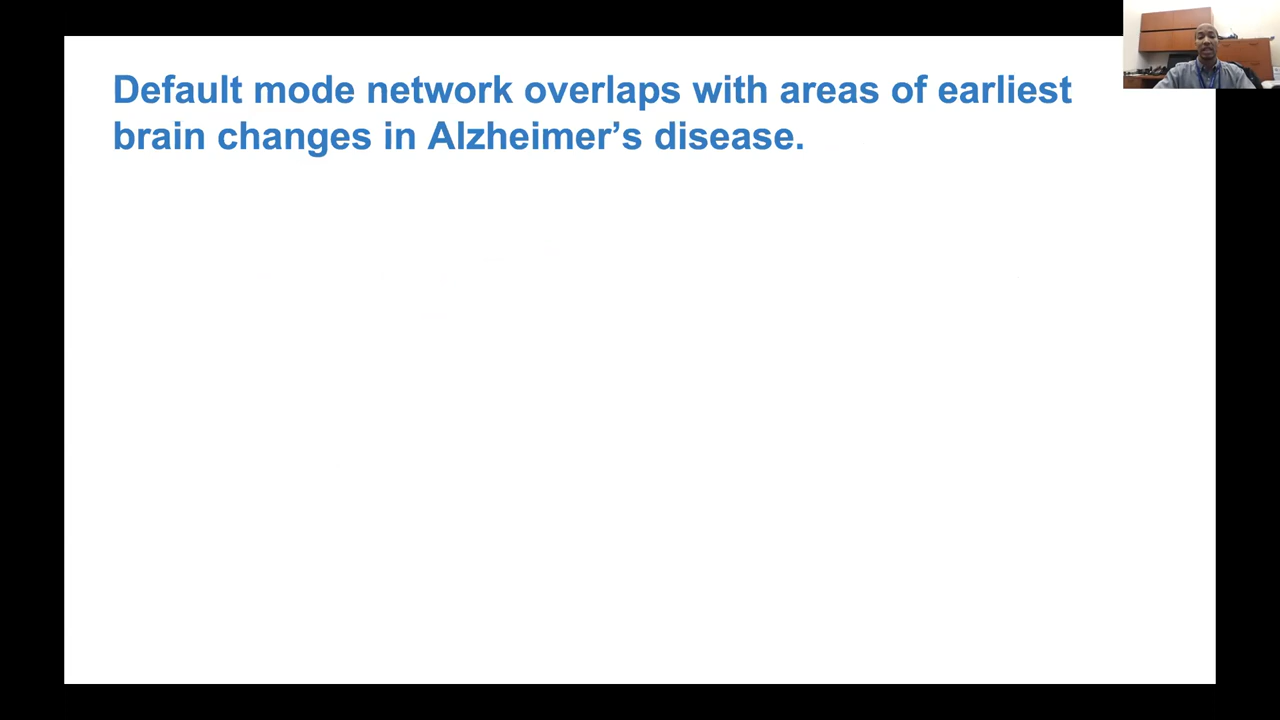 Default mode network overlaps with areas of earliest
brain changes in Alzheimer’s disease.